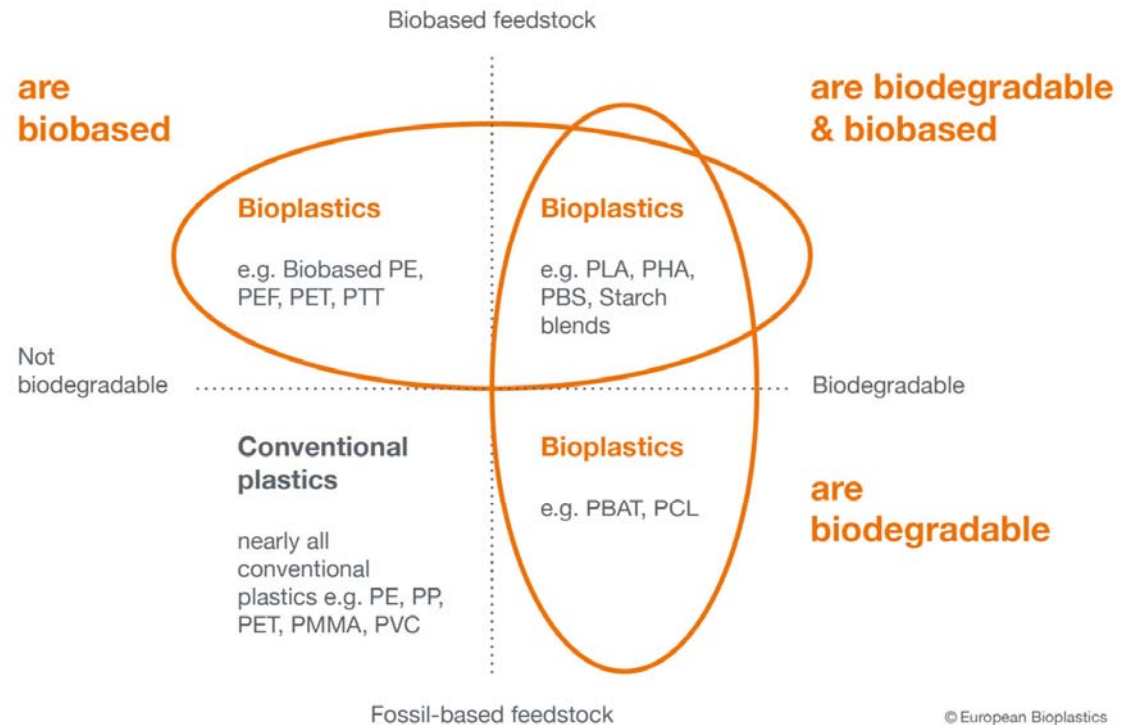 Biobased feedstock
are
biobased
are biodegradable
& biobased
Bioplastics
e.g. Biobased PE,
PEF, PET, PTT
Bioplastics
e.g. PLA, PHA,
PBS, Starch
blends
Not
biodegradable
Biodegradable
Conventional
plastics
nearly all
conventional
plastics e.g. PE, PP,
PET, PMMA, PVC
Bioplastics
e.g. PBAT, PCL
are
biodegradable
Fossil-based feedstock
© European Bioplastics